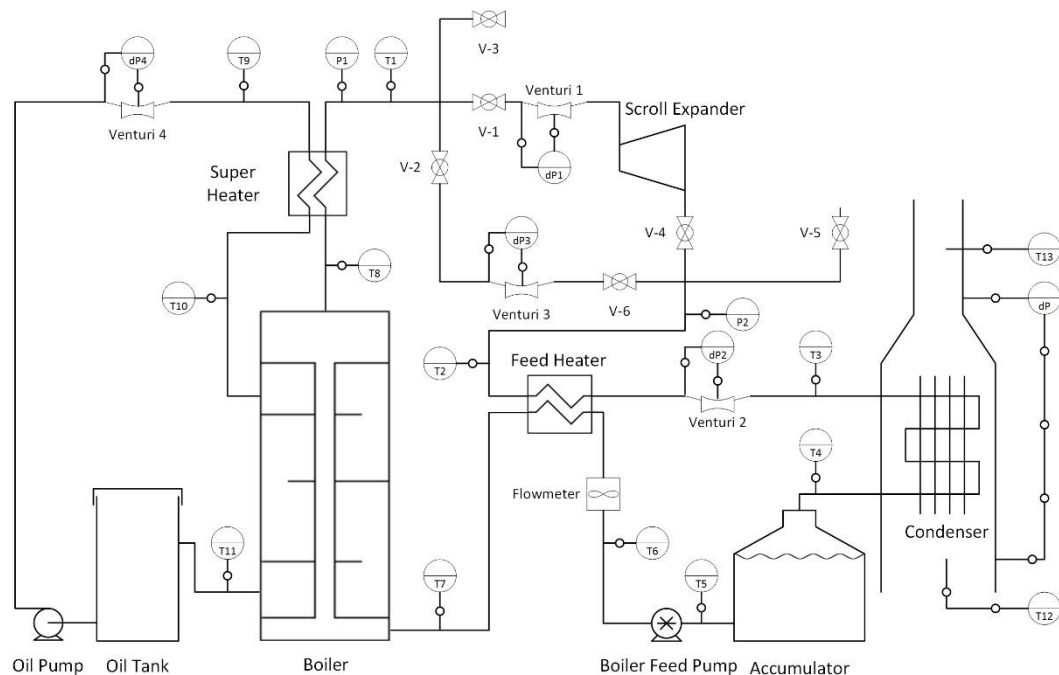 dP4
T9
P1
T1
V-3
Venturi 4
Venturi 1
V-1
Scroll Expander
Super
Heater
V-2
dP1
dP3
V-4
V-5
T13
T8
T10
Venturi 3
V-6
dP
P2
T2
Feed Heater
dP2
T3
Venturi 2
T4
Flowmeter
Condenser
T11
T6
T7
T5
T12
Oil Pump
Oil Tank
Boiler
Boiler Feed Pump
Accumulator